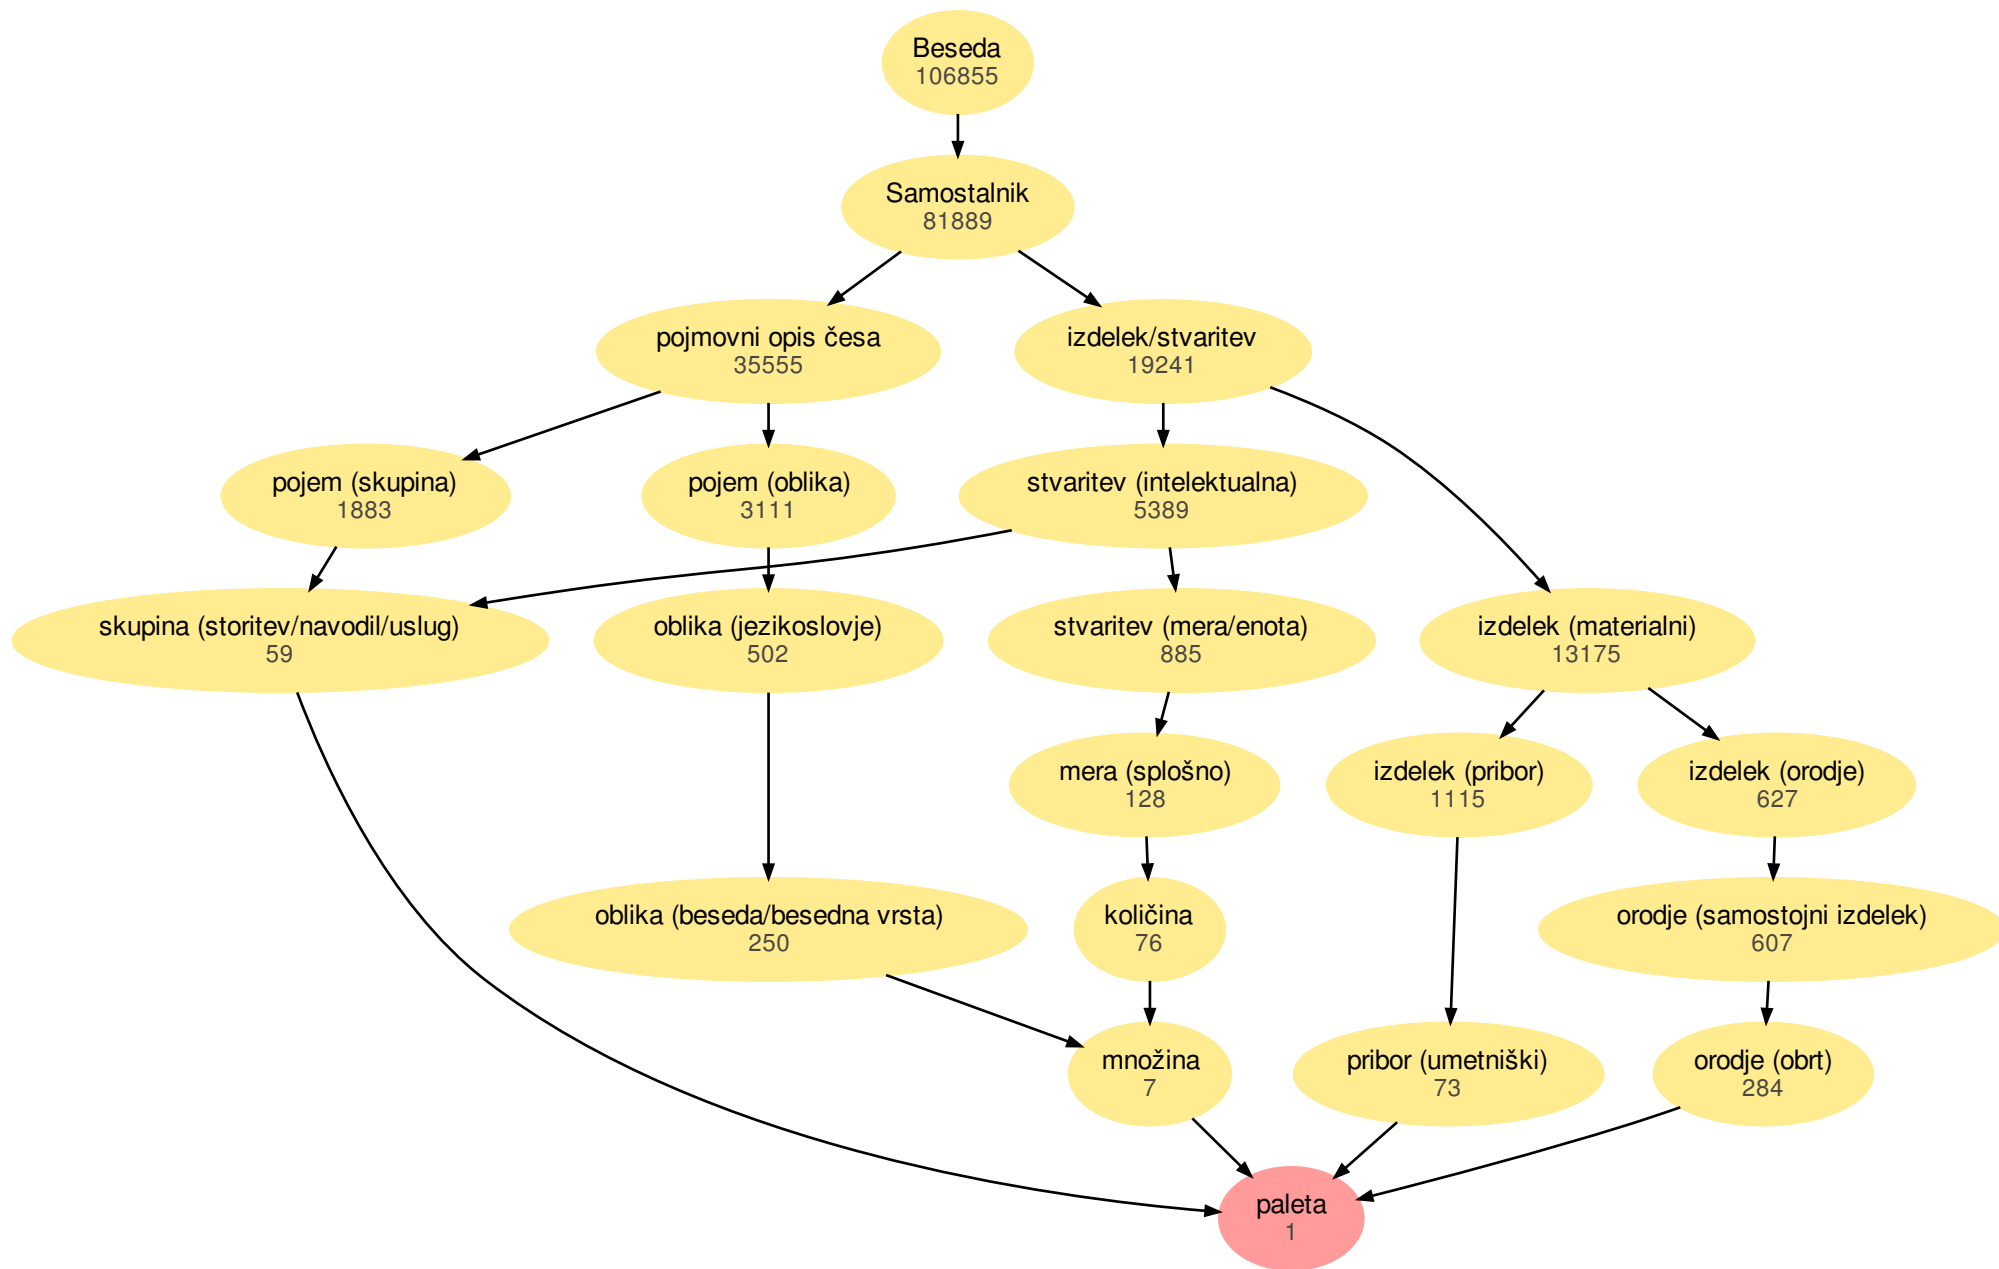 Beseda
106855
Samostalnik
81889
pojmovni opis česa
35555
izdelek/stvaritev
19241
pojem (skupina)
1883
pojem (oblika)
3111
stvaritev (intelektualna)
5389
skupina (storitev/navodil/uslug)
59
oblika (jezikoslovje)
502
stvaritev (mera/enota)
885
izdelek (materialni)
13175
mera (splošno)
128
izdelek (pribor)
1115
izdelek (orodje)
627
oblika (beseda/besedna vrsta)
250
količina
76
orodje (samostojni izdelek)
607
množina
7
pribor (umetniški)
73
orodje (obrt)
284
paleta
1